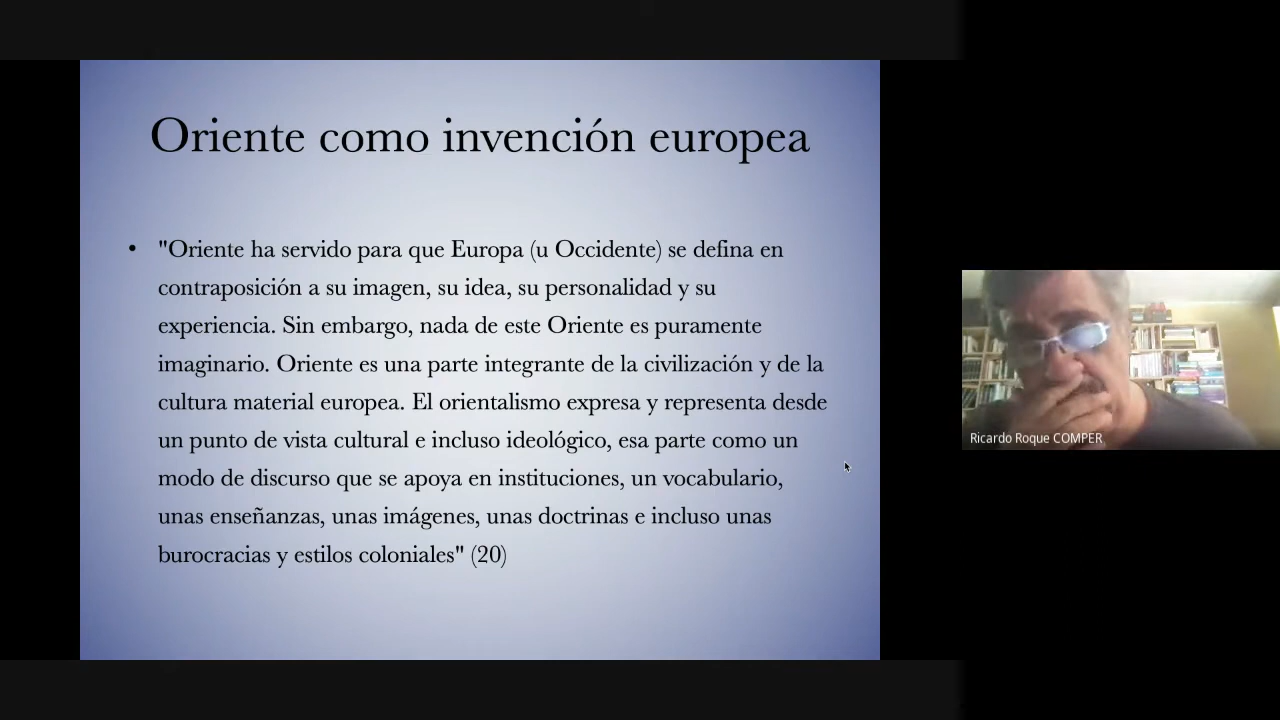 Oriente como invención europea
• "Oriente ha servido para que Europa (u Occidente) se defina en
contraposición a su imagen, su idea, su personalidad y su
experiencia. Sin embargo, nada de este Oriente es puramente
imaginario. Oriente es una parte integrante de la civilización y de la
cultura material europea. El orientalismo expresa y representa desde
un punto de vista cultural e incluso ideológico, esa parte como un
modo de discurso que se apoya en instituciones, un vocabulario,
unas enseñanzas, unas imágenes, unas doctrinas e incluso unas
burocracias y estilos coloniales" (20)
Ricardo Roque COMPER